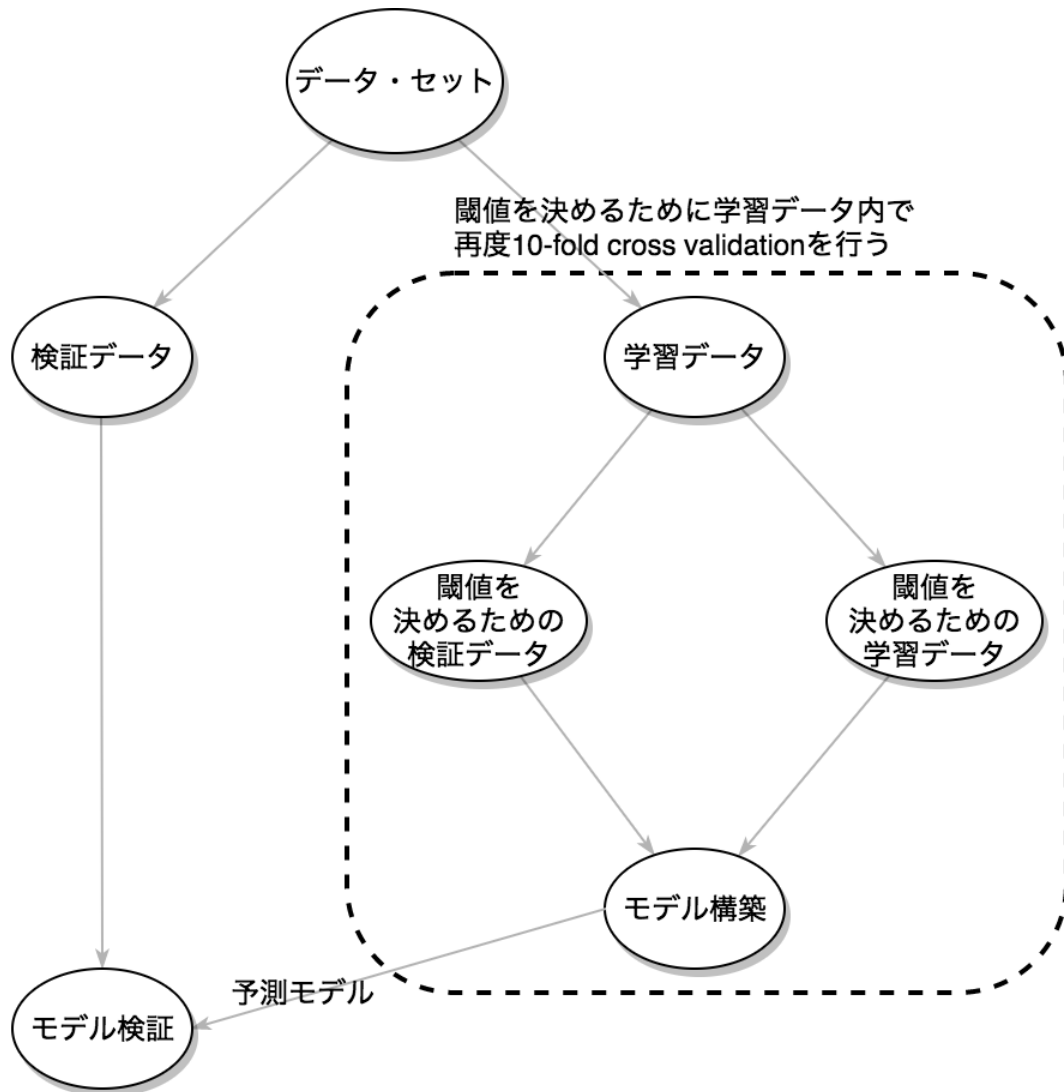 データ・セット
閾値を決めるために学習データ内で
再度10-fold cross validationを行う
検証データ
学習データ
閾値を
決めるための
検証データ
閾値を
決めるための
学習データ
モデル構築
予測モデル
モデル検証